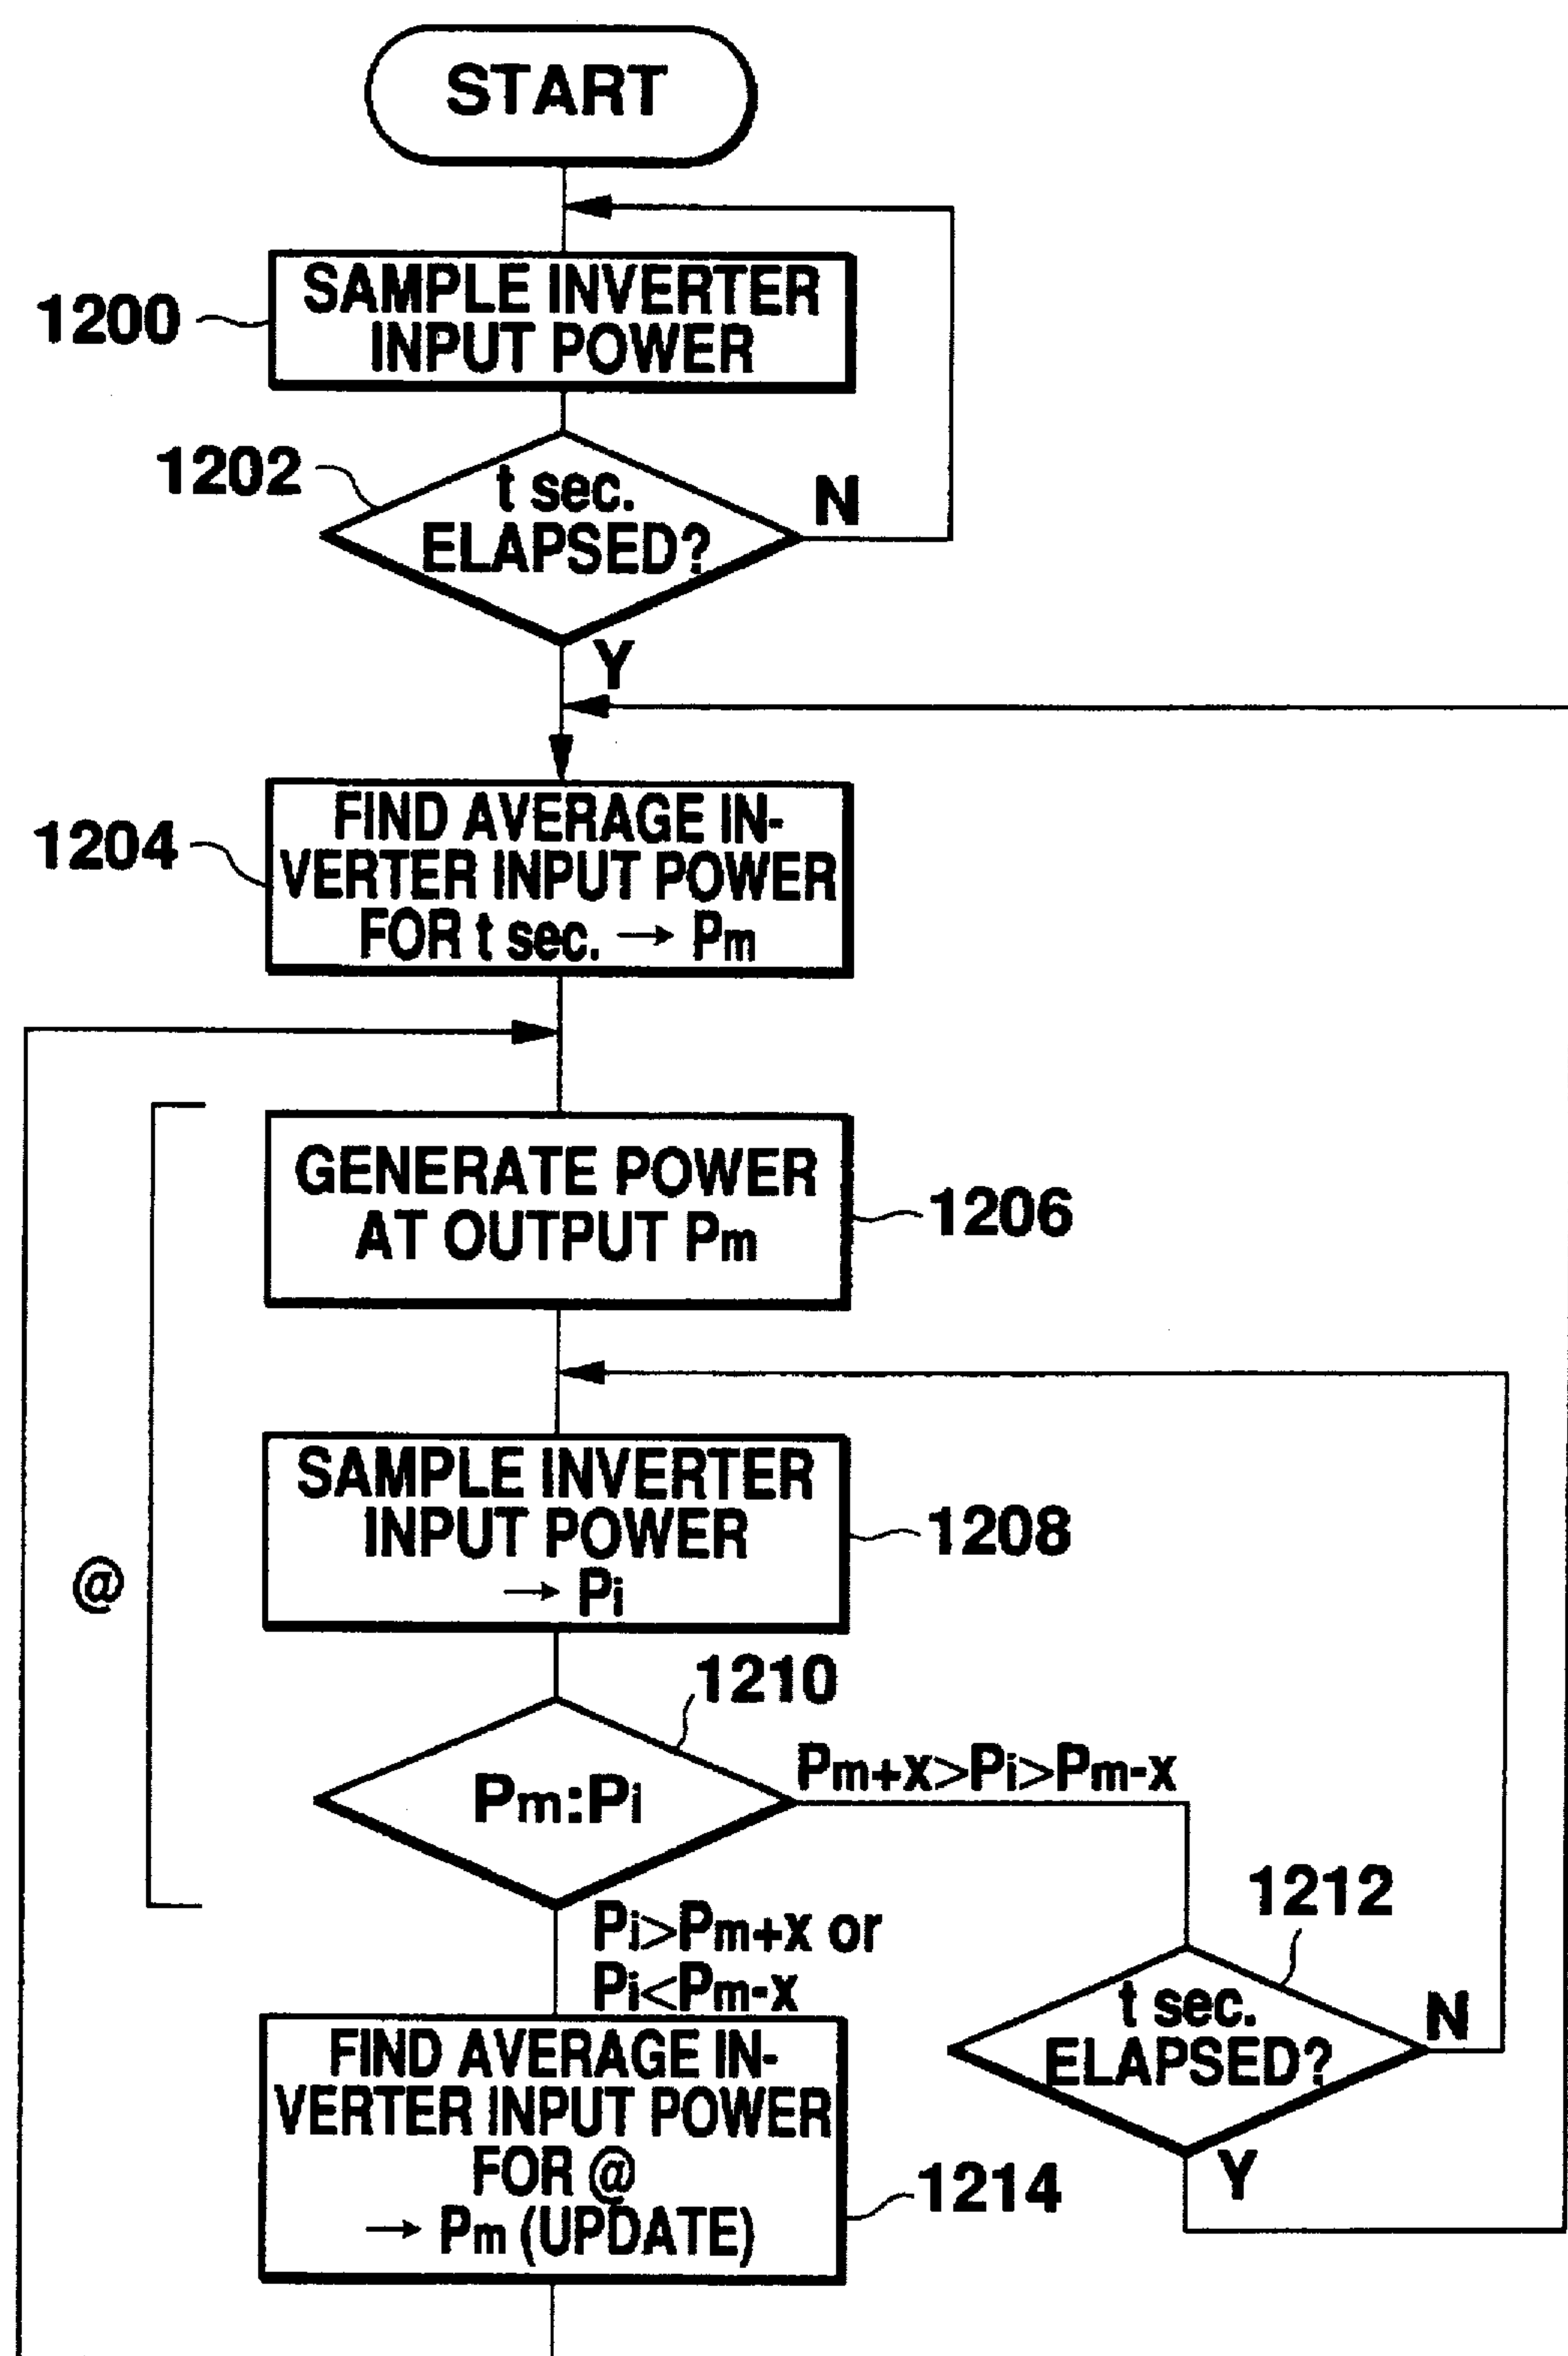 START
1200
SAMPLE INVERTER
INPUT POWER
1202
t sec.
ELAPSED?
N
Y
1204
FIND AVERAGE IN-
VERTER INPUT POWER
FOR t sec. → Pm
GENERATE POWER
AT OUTPUT Pm
1206
SAMPLE INVERTER
INPUT POWER
→ Pi
1208
@
1210
Pm:Pi
Pm+x>Pi>Pm-x
Pi>Pm+x or
Pi<Pm-x
1212
t sec.
ELAPSED?
N
Y
FIND AVERAGE IN-
VERTER INPUT POWER
FOR @
→ Pm (UPDATE)
1214